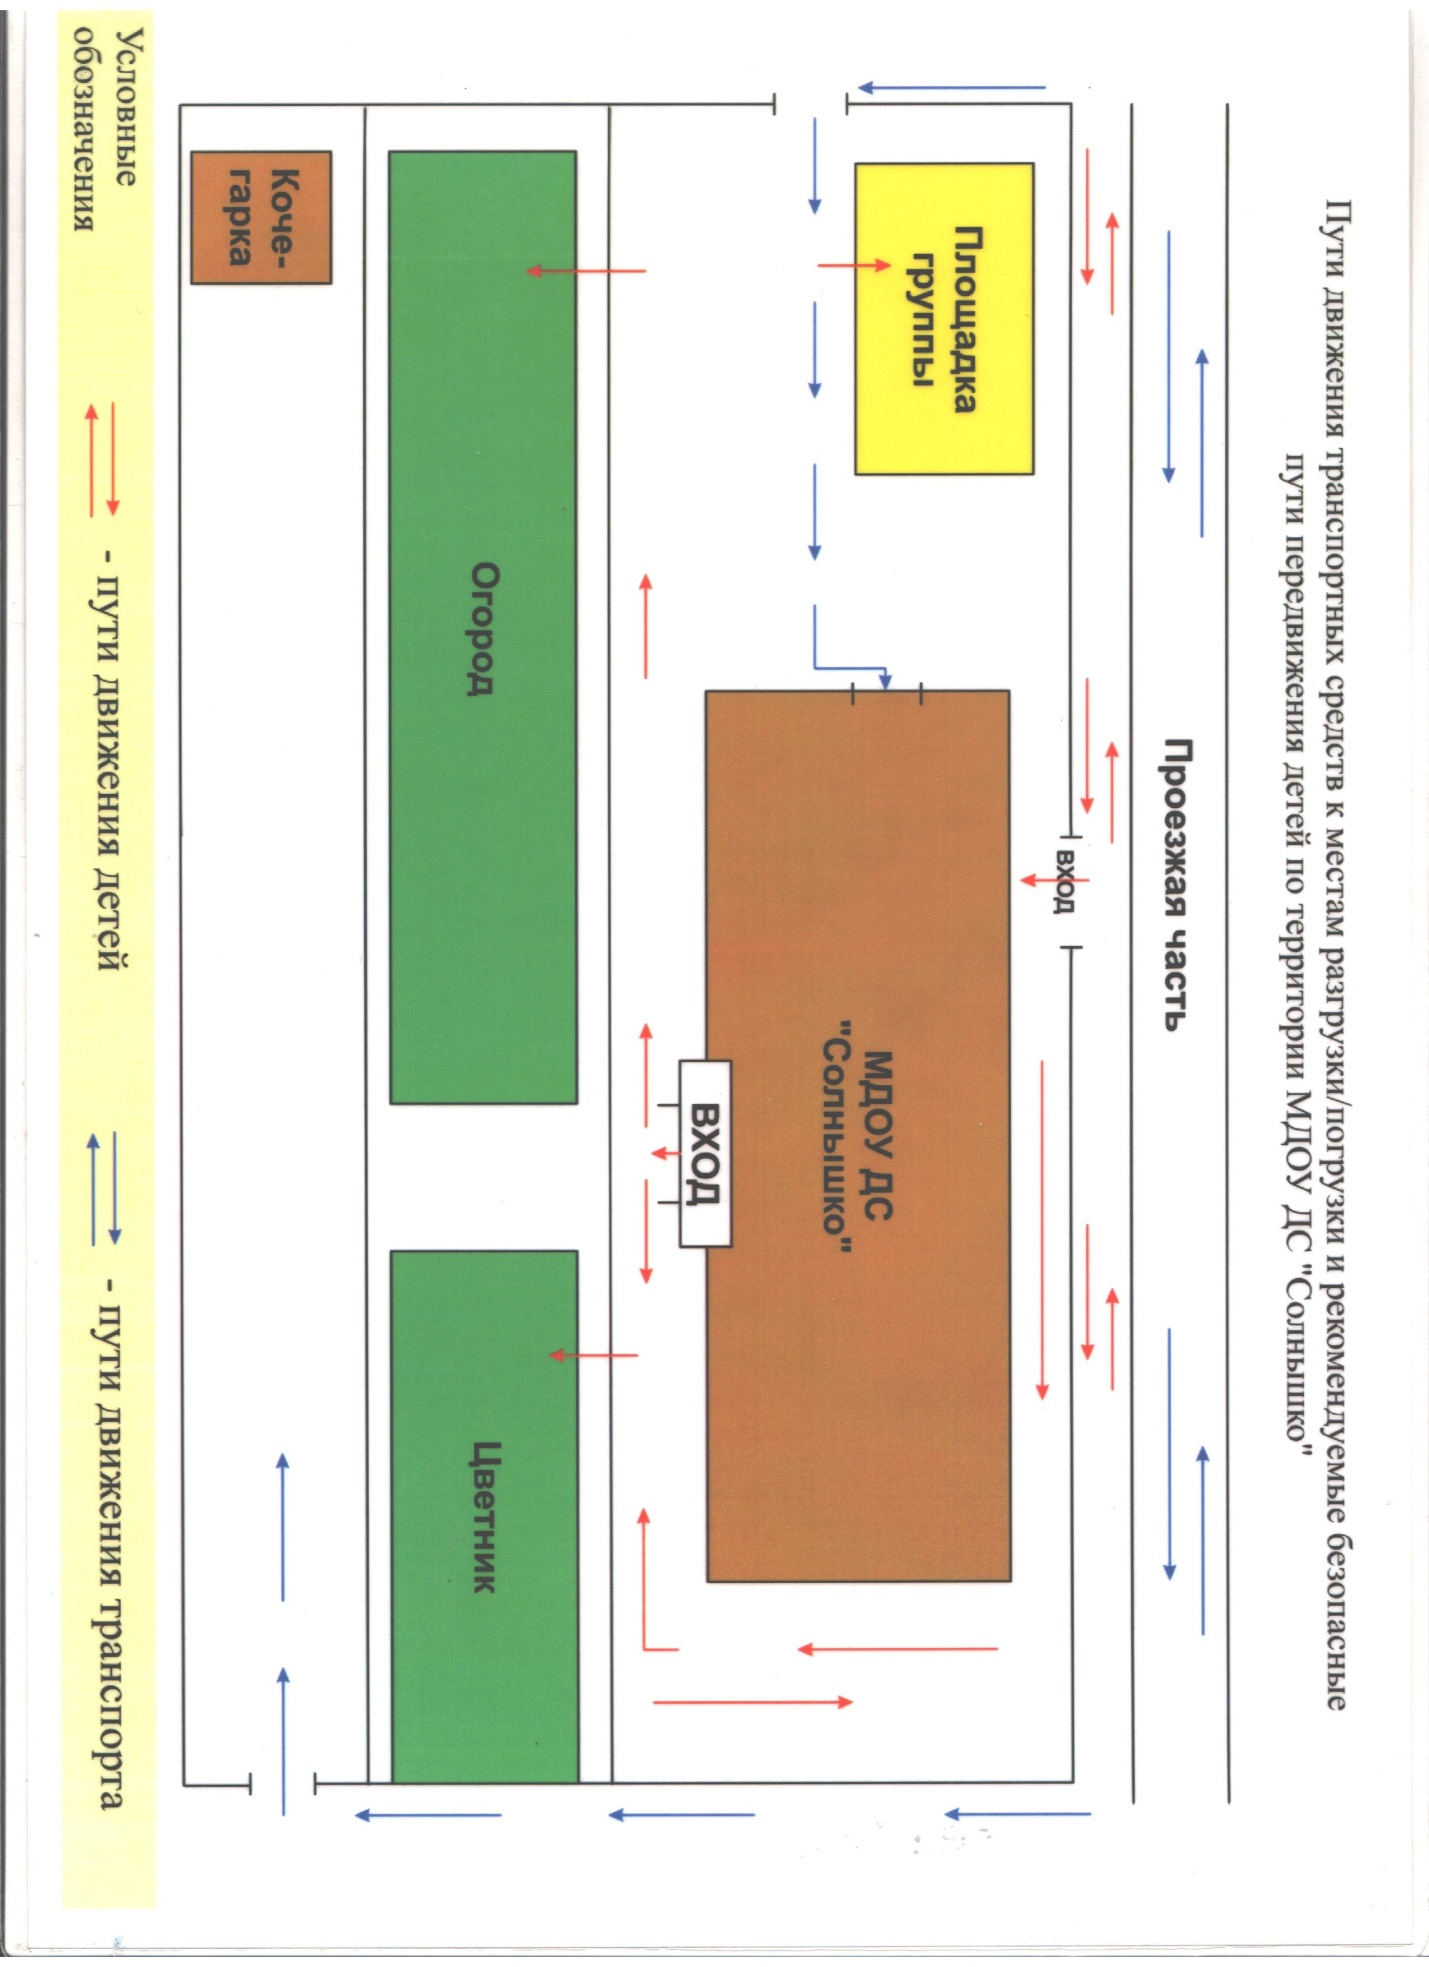 Пути движения транспортных средств к местам разгрузки/погрузки и рекомендуемые безопасные
пути передвижения детей по территории МДОУ ДС "Солнышко"
Проезжая часть
вход
Площадка
группы
МДОУ ДС
"Солнышко"
ВХОД
Огород
Цветник
Коче-
гарка
Условные
обозначения
- пути движения детей
- пути движения транспорта